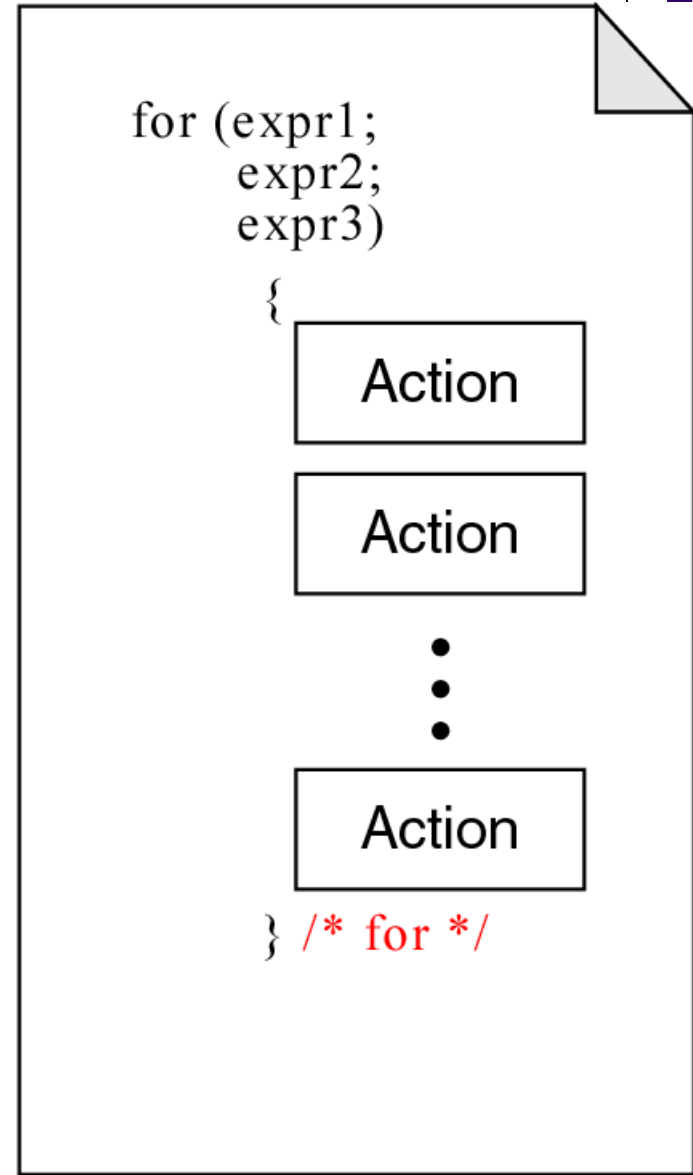 for (expr1;
expr2;
expr3)
{
Action
Action
Action
} /* for */